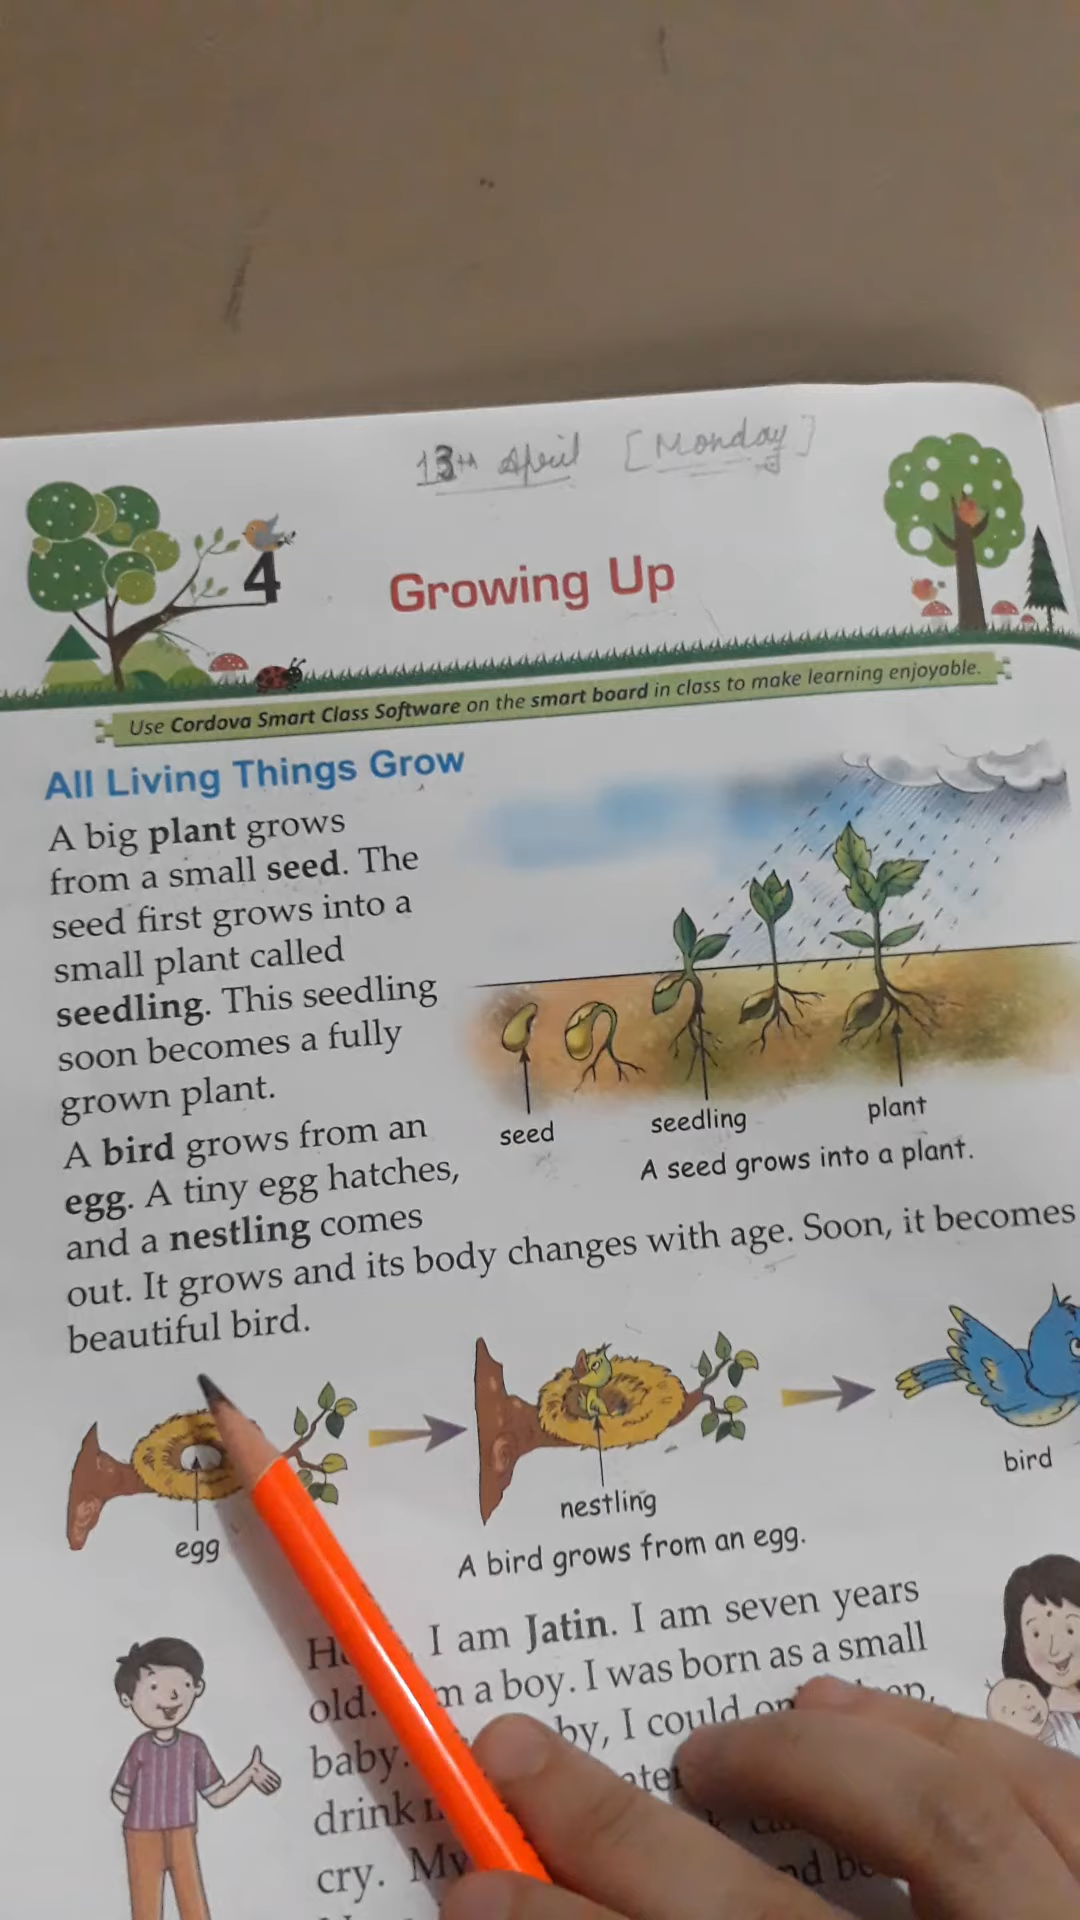 13th April [Monday]
4
Growing Up
Use Cordova Smart Class Software on the smart board in class to make learning enjoyable.
All Living Things Grow
A big plant grows
from a small seed. The
seed first grows into a
small plant called
seedling. This seedling
soon becomes a fully
grown plant.
seed
seedling
plant
A seed grows into a plant.
A bird grows from an
egg. A tiny egg hatches,
and a nestling comes
out. It grows and its body changes with age. Soon, it becomes
beautiful bird.
egg
nestling
bird
A bird grows from an egg.
I am Jatin. I am seven years
old. a boy. I was born as a small
baby. I could
drink
cry. My